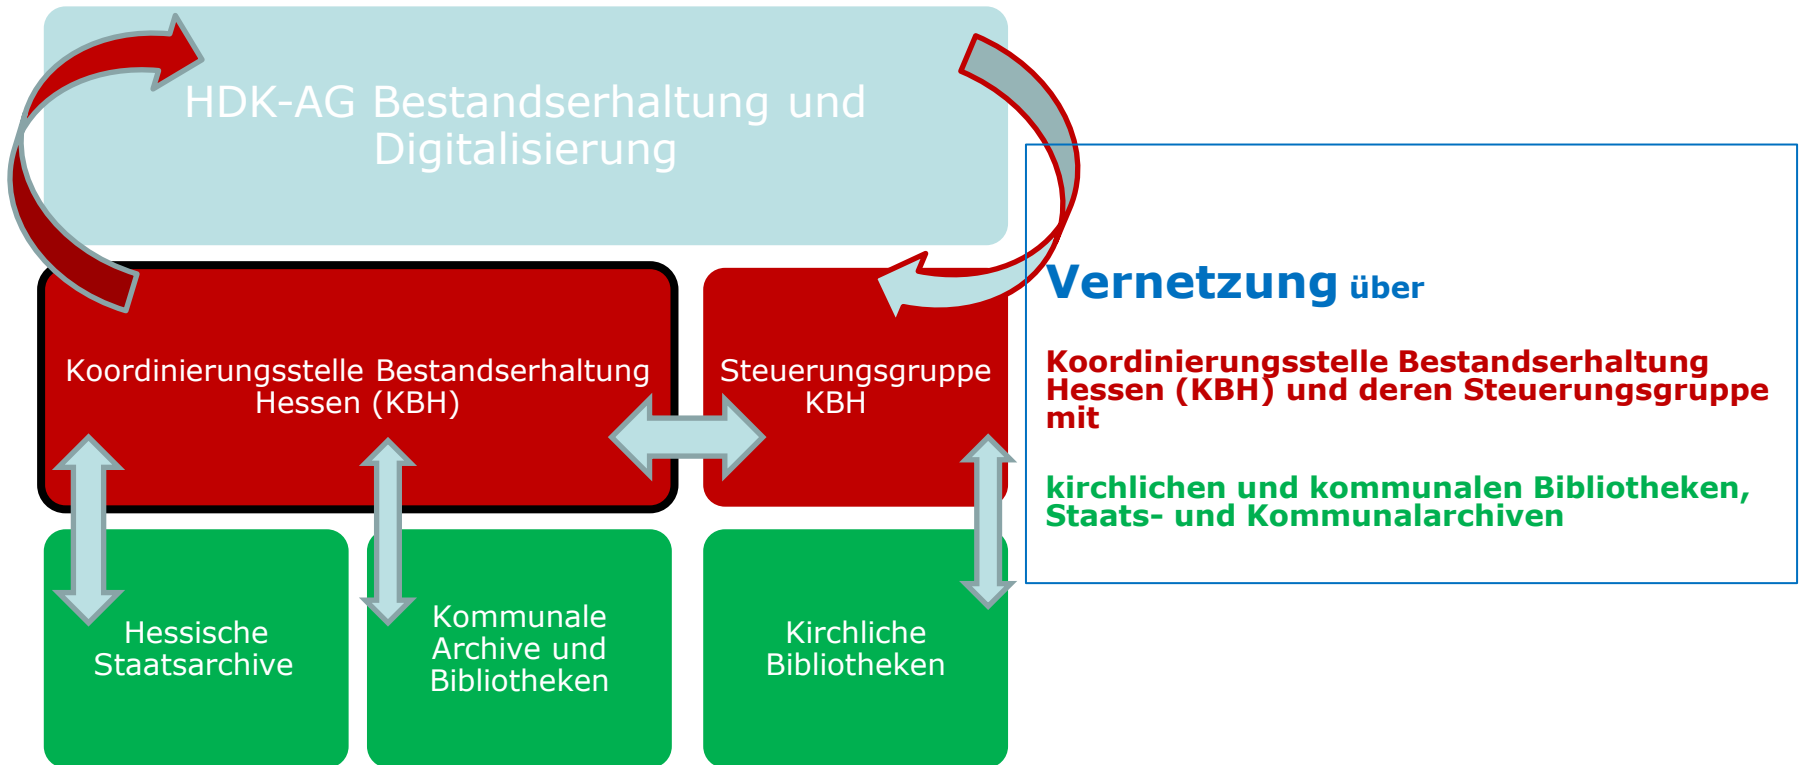 HDK-AG Bestandserhaltung und
Digitalisierung
Koordinierungsstelle Bestandserhaltung
Hessen (KBH)
Steuerungsgruppe
KBH
Hessische
Staatsarchive
Kommunale
Archive und
Bibliotheken
Kirchliche
Bibliotheken
Vernetzung über
Koordinierungsstelle Bestandserhaltung
Hessen (KBH) und deren Steuerungsgruppe
mit
kirchlichen und kommunalen Bibliotheken,
Staats- und Kommunalarchiven